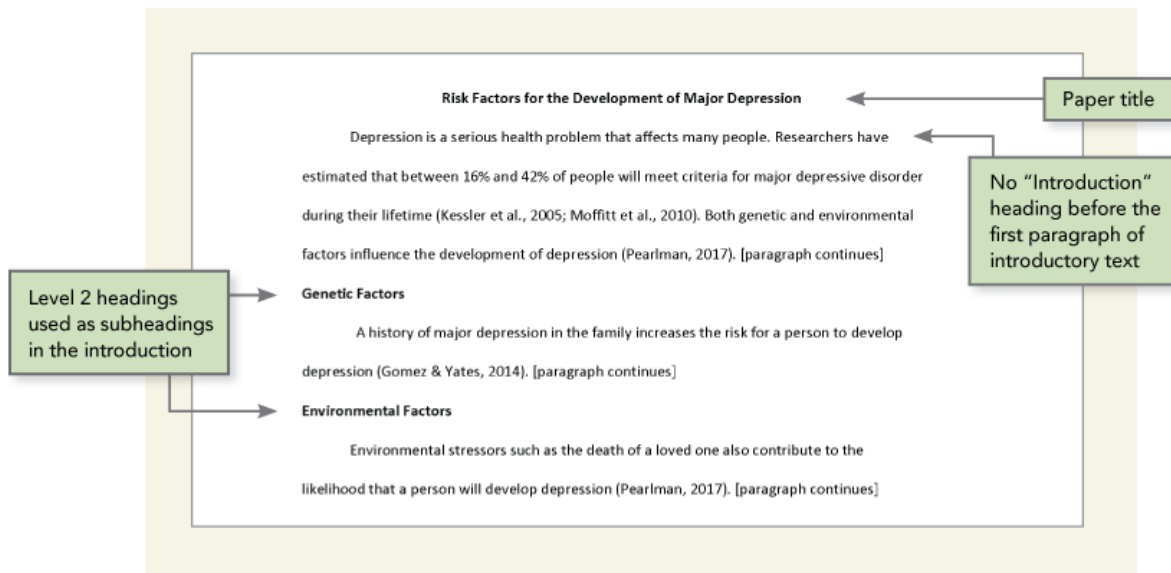 Risk Factors for the Development of Major Depression
Paper title
Depression is a serious health problem that affects many people. Researchers have
estimated that between 16% and 42% of people will meet criteria for major depressive disorder
during their lifetime (Kessler et al., 2005; Moffitt et al., 2010). Both genetic and environmental
factors influence the development of depression (Pearlman, 2017). [paragraph continues]
No “Introduction”
heading before the
first paragraph of
introductory text
Level 2 headings
used as subheadings
in the introduction
Genetic Factors
A history of major depression in the family increases the risk for a person to develop
depression (Gomez & Yates, 2014). [paragraph continues]
Environmental Factors
Environmental stressors such as the death of a loved one also contribute to the
likelihood that a person will develop depression (Pearlman, 2017). [paragraph continues]